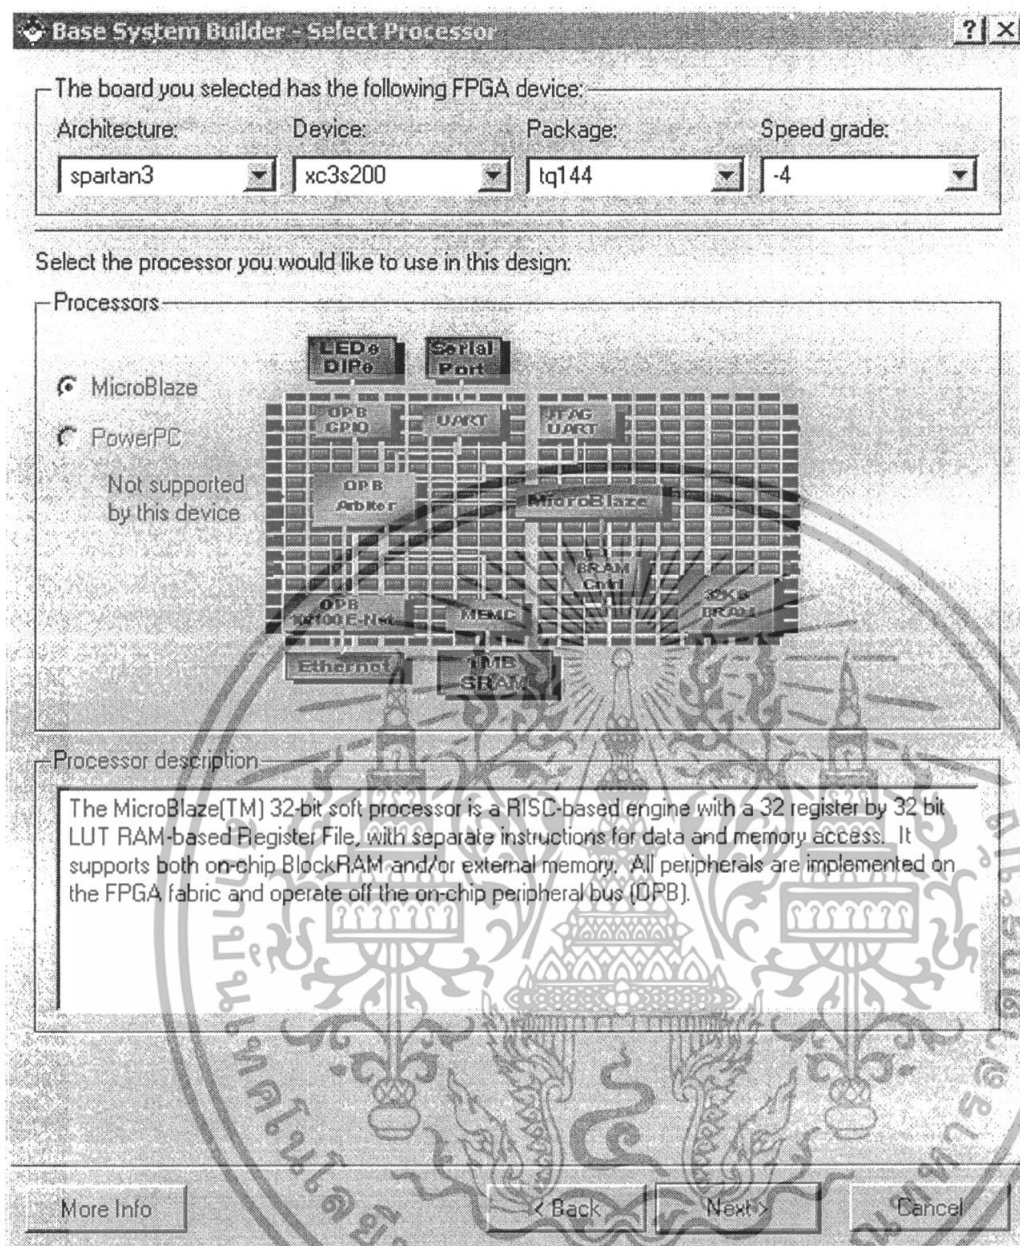 Base System Builder - Select Processor
The board you selected has the following FPGA device:
Architecture:
Device:
Package:
Speed grade:
spartan3
xc3s200
tq144
-4
Select the processor you would like to use in this design:
Processors
MicroBlaze
PowerPC
Not supported
by this device
LEDs
DIPs
Serial
Port
OPB
GPIO
UART
JTAG
UART
OPB
Arbiter
MicroBlaze
BRAM
Cntrl
32KB
BRAM
OPB
10/100 E-Net
MEMC
Ethernet
1MB
SRAM
Processor description
The MicroBlaze(TM) 32-bit soft processor is a RISC-based engine with a 32 register by 32 bit
LUT RAM-based Register File, with separate instructions for data and memory access. It
supports both on-chip BlockRAM and/or external memory. All peripherals are implemented on
the FPGA fabric and operate off the on-chip peripheral bus (OPB).
More Info
< Back
Next >
Cancel